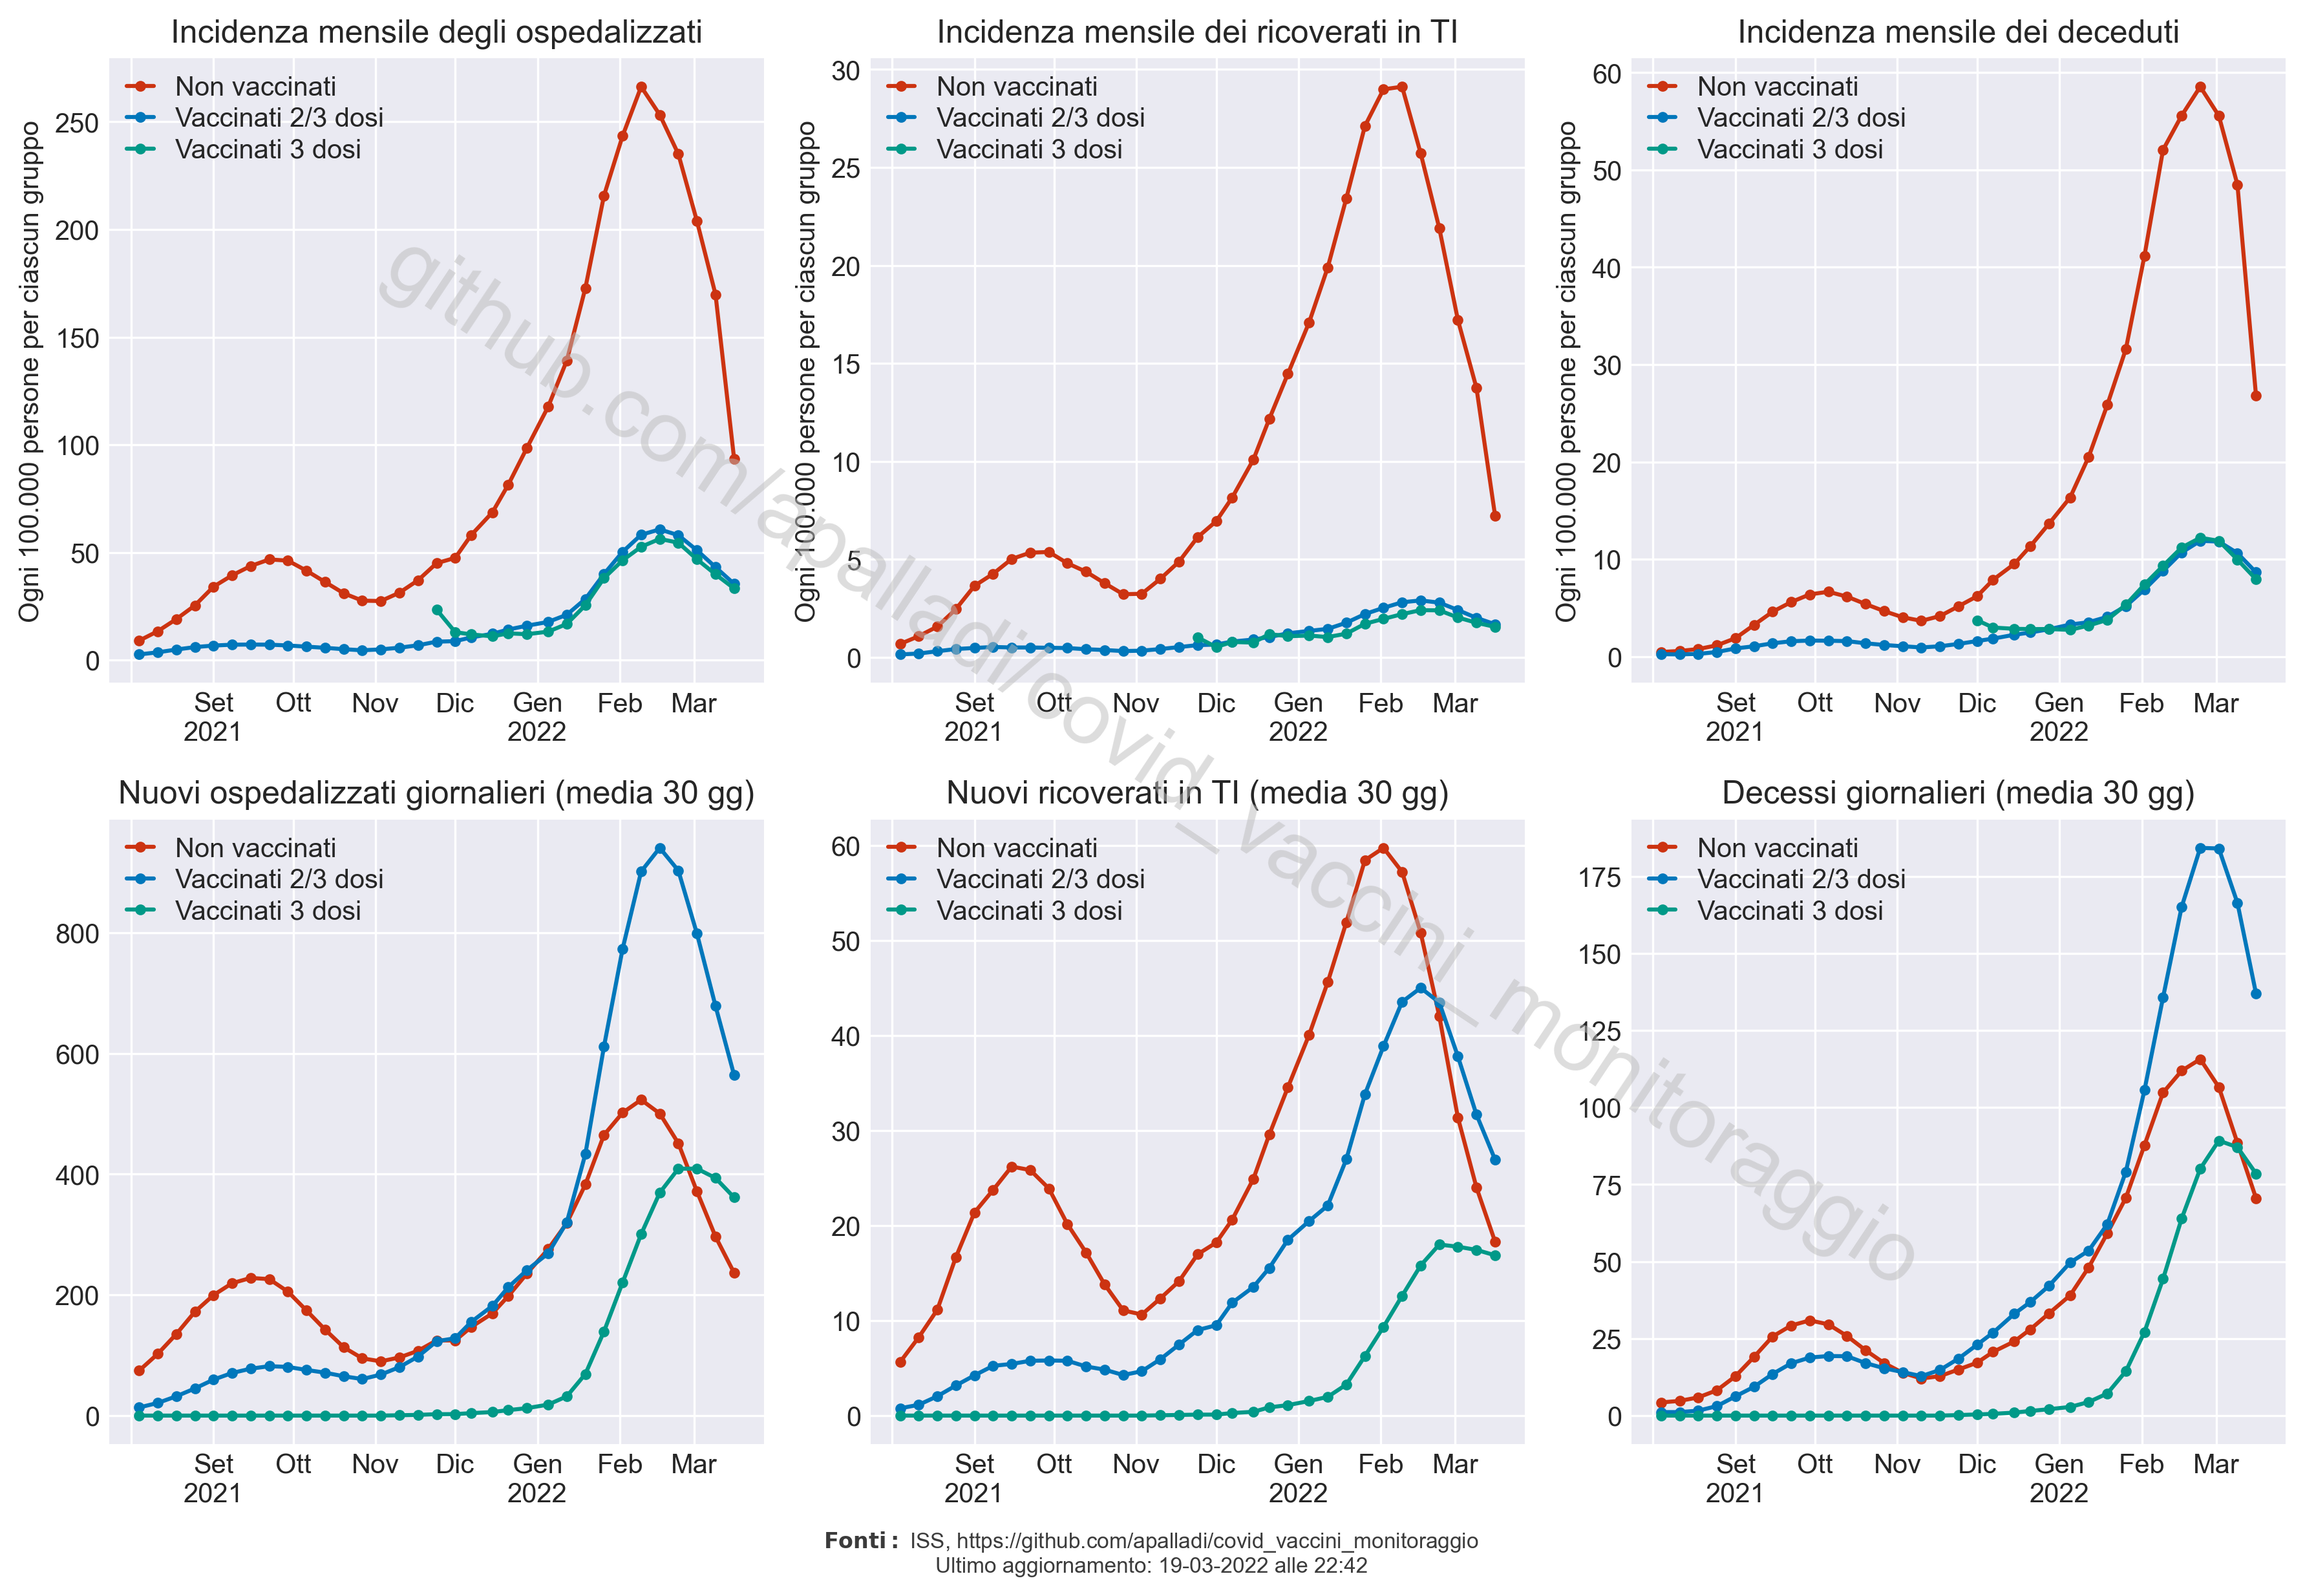 Incidenza mensile degli ospedalizzati
Ogni 100.000 persone per ciascun gruppo
250
200
150
100
50
0
Non vaccinati
Vaccinati 2/3 dosi
Vaccinati 3 dosi
Set
2021
Ott
Nov
Dic
Gen
2022
Feb
Mar
Incidenza mensile dei ricoverati in TI
Ogni 100.000 persone per ciascun gruppo
30
25
20
15
10
5
0
Non vaccinati
Vaccinati 2/3 dosi
Vaccinati 3 dosi
Set
2021
Ott
Nov
Dic
Gen
2022
Feb
Mar
Incidenza mensile dei deceduti
Ogni 100.000 persone per ciascun gruppo
60
50
40
30
20
10
0
Non vaccinati
Vaccinati 2/3 dosi
Vaccinati 3 dosi
Set
2021
Ott
Nov
Dic
Gen
2022
Feb
Mar
Nuovi ospedalizzati giornalieri (media 30 gg)
800
600
400
200
0
Non vaccinati
Vaccinati 2/3 dosi
Vaccinati 3 dosi
Set
2021
Ott
Nov
Dic
Gen
2022
Feb
Mar
Nuovi ricoverati in TI (media 30 gg)
60
50
40
30
20
10
0
Non vaccinati
Vaccinati 2/3 dosi
Vaccinati 3 dosi
Set
2021
Ott
Nov
Dic
Gen
2022
Feb
Mar
Decessi giornalieri (media 30 gg)
175
150
125
100
75
50
25
0
Non vaccinati
Vaccinati 2/3 dosi
Vaccinati 3 dosi
Set
2021
Ott
Nov
Dic
Gen
2022
Feb
Mar
github.com/apalladi/covid_vaccini_monitoraggio
Fonti: ISS, https://github.com/apalladi/covid_vaccini_monitoraggio
Ultimo aggiornamento: 19-03-2022 alle 22:42